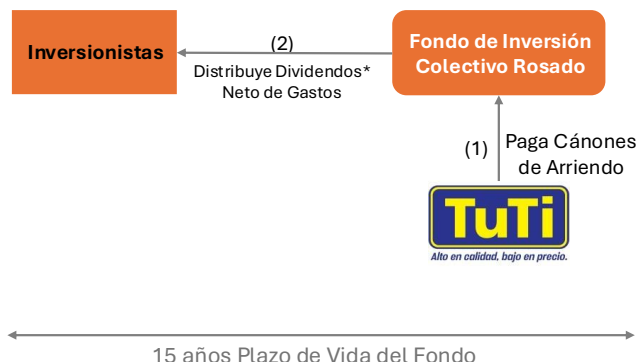 Inversionistas
(2)
Distribuye Dividendos*
Neto de Gastos
Fondo de Inversión
Colectivo Rosado
(1)
Paga Cánones
de Arriendo
TuTi
Alto en calidad, bajo en precio.
15 años Plazo de Vida del Fondo